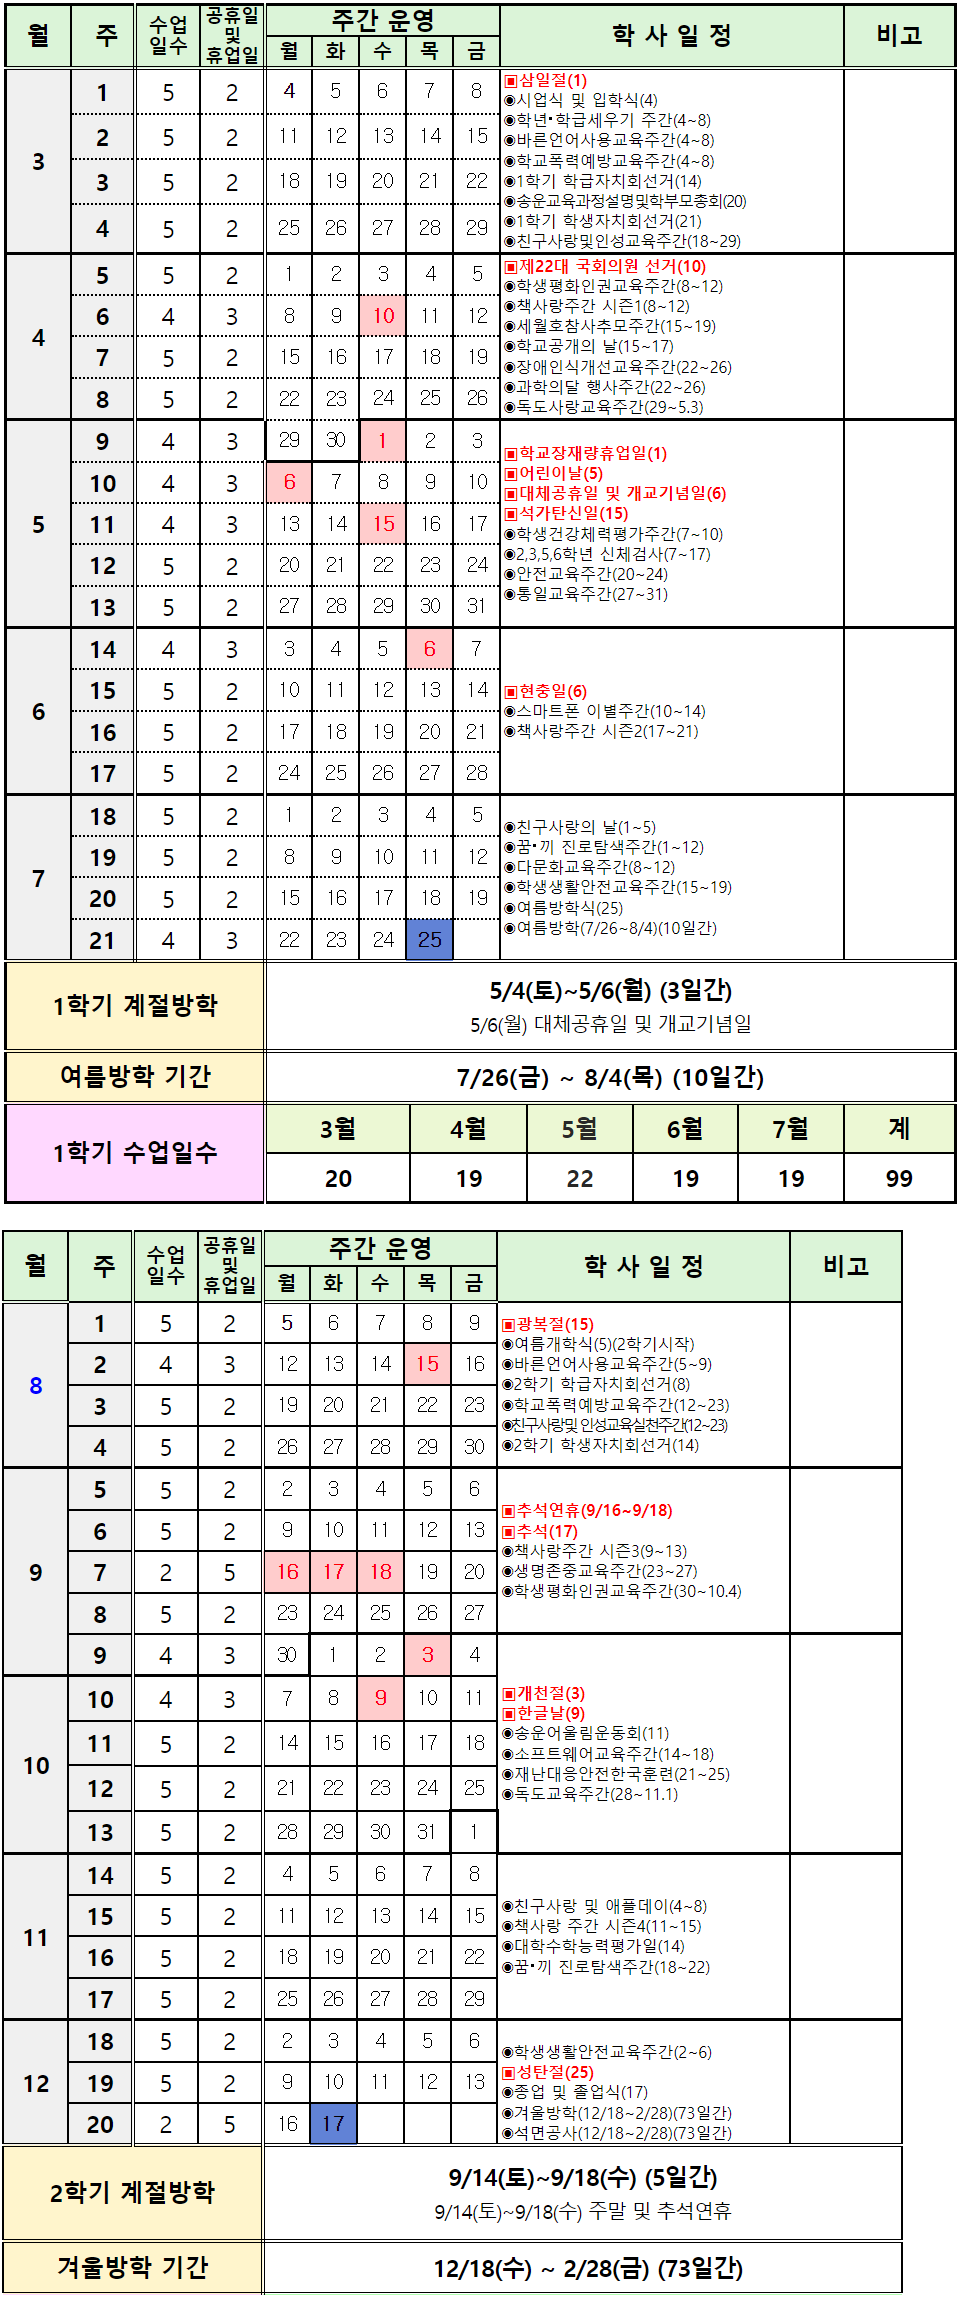 월 주 수업일수 공휴일 및 휴업일 주간 운영 학 사 일 정 비고
월 화 수 목 금
3
1 5 2 4 5 6 7 8
2 5 2 11 12 13 14 15
3 5 2 18 19 20 21 22
4 5 2 25 26 27 28 29
▣삼일절(1)
◉시업식 및 입학식(4)
◉학년·학급세우기 주간(4~8)
◉바른언어사용교육주간(4~8)
◉학교폭력예방교육주간(4~8)
◉1학기 학급자치회선거(14)
◉송운교육과정설명및학부모총회(20)
◉1학기 학생자치회선거(21)
◉친구사랑및인성교육주간(18~29)
4
5 5 2 1 2 3 4 5
6 4 3 8 9 10 11 12
7 5 2 15 16 17 18 19
8 5 2 22 23 24 25 26
▣제22대 국회의원 선거(10)
◉학생평화인권교육주간(8~12)
◉책사랑주간 시즌1(8~12)
◉세월호참사추모주간(15~19)
◉학교공개의 날(15~17)
◉장애인식개선교육주간(22~26)
◉과학의달 행사주간(22~26)
◉독도사랑교육주간(29~5.3)
5
9 4 3 29 30 1 2 3
10 4 3 6 7 8 9 10
11 4 3 13 14 15 16 17
12 5 2 20 21 22 23 24
13 5 2 27 28 29 30 31
▣학교장재량휴업일(1)
▣어린이날(5)
▣대체공휴일 및 개교기념일(6)
▣석가탄신일(15)
◉학생건강체력평가주간(7~10)
◉2,3,5,6학년 신체검사(7~17)
◉안전교육주간(20~24)
◉통일교육주간(27~31)
6
14 4 3 3 4 5 6 7
15 5 2 10 11 12 13 14
16 5 2 17 18 19 20 21
17 5 2 24 25 26 27 28
▣현충일(6)
◉스마트폰 이별주간(10~14)
◉책사랑주간 시즌2(17~21)
7
18 5 2 1 2 3 4 5
19 5 2 8 9 10 11 12
20 5 2 15 16 17 18 19
21 4 3 22 23 24 25
◉친구사랑의 날(1~5)
◉꿈·끼 진로탐색주간(1~12)
◉다문화교육주간(8~12)
◉학생생활안전교육주간(15~19)
◉여름방학식(25)
◉여름방학(7/26~8/4)(10일간)
1학기 계절방학
5/4(토)~5/6(월) (3일간)
5/6(월) 대체공휴일 및 개교기념일
여름방학 기간
7/26(금) ~ 8/4(목) (10일간)
1학기 수업일수
3월 4월 5월 6월 7월 계
20 19 22 19 19 99
월 주 수업일수 공휴일 및 휴업일 주간 운영 학 사 일 정 비고
월 화 수 목 금
8
1 5 2 5 6 7 8 9
2 4 3 12 13 14 15 16
3 5 2 19 20 21 22 23
4 5 2 26 27 28 29 30
▣광복절(15)
◉여름개학식(5)(2학기시작)
◉바른언어사용교육주간(5~9)
◉2학기 학급자치회선거(8)
◉학교폭력예방교육주간(12~23)
◉친구사랑및 인성교육실천주간(12~23)
◉2학기 학생자치회선거(14)
9
5 5 2 2 3 4 5 6
6 5 2 9 10 11 12 13
7 2 5 16 17 18 19 20
8 5 2 23 24 25 26 27
9 4 3 30 1 2 3 4
▣추석연휴(9/16~9/18)
▣추석(17)
◉책사랑주간 시즌3(9~13)
◉생명존중교육주간(23~27)
◉학생평화인권교육주간(30~10.4)
10
10 4 3 7 8 9 10 11
11 5 2 14 15 16 17 18
12 5 2 21 22 23 24 25
13 5 2 28 29 30 31 1
▣개천절(3)
▣한글날(9)
◉송운어울림운동회(11)
◉소프트웨어교육주간(14~18)
◉재난대응안전한국훈련(21~25)
◉독도교육주간(28~11.1)
11
14 5 2 4 5 6 7 8
15 5 2 11 12 13 14 15
16 5 2 18 19 20 21 22
17 5 2 25 26 27 28 29
◉친구사랑 및 애플데이(4~8)
◉책사랑 주간 시즌4(11~15)
◉대학수학능력평가일(14)
◉꿈·끼 진로탐색주간(18~22)
12
18 5 2 2 3 4 5 6
19 5 2 9 10 11 12 13
20 2 5 16 17
◉학생생활안전교육주간(2~6)
▣성탄절(25)
◉종업 및 졸업식(17)
◉겨울방학(12/18~2/28)(73일간)
◉석면공사(12/18~2/28)(73일간)
2학기 계절방학
9/14(토)~9/18(수) (5일간)
9/14(토)~9/18(수) 주말 및 추석연휴
겨울방학 기간
12/18(수) ~ 2/28(금) (73일간)